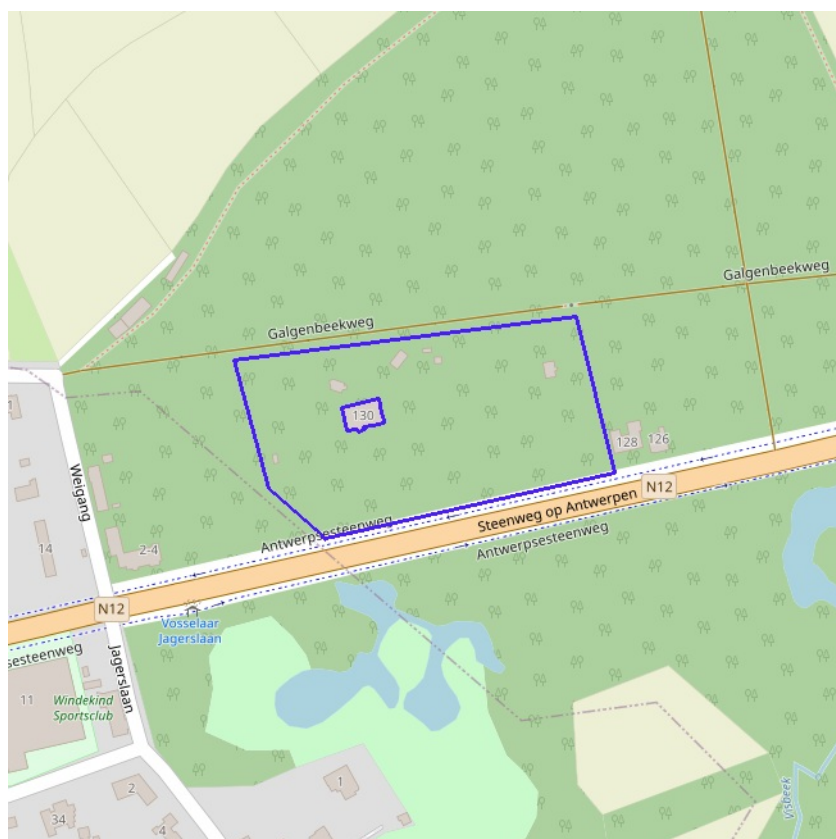 Galgenbeekweg
Galgenbeekweg
130
128
126
1
Weigang
14
2-4
Antwerpsesteenweg
Steenweg op Antwerpen
N12
Antwerpsesteenweg
N12
Vosselaar
Jagerslaan
Jagerslaan
sesteenweg
11
Windekind
Sportsclub
2
1
34
4
Visbeek